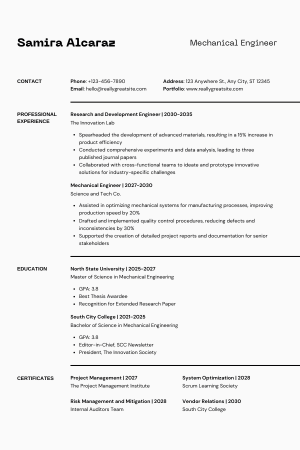 Samira Alcaraz
Mechanical Engineer
CONTACT
Phone: +123-456-7890
Address: 123 Anywhere St., Any City, ST 12345
Email: hello@reallygreatsite.com
Portfolio: www.reallygreatsite.com
PROFESSIONAL
EXPERIENCE
Research and Development Engineer | 2030-2035
The Innovation Lab
• Spearheaded the development of advanced materials, resulting in a 15% increase in
product efficiency
• Conducted comprehensive experiments and data analysis, leading to three
published journal papers
• Collaborated with cross-functional teams to ideate and prototype innovative
solutions for industry-specific challenges
Mechanical Engineer | 2027-2030
Science and Tech Co.
• Assisted in optimizing mechanical systems for manufacturing processes, improving
production speed by 20%
• Drafted and implemented quality control procedures, reducing defects and
inconsistencies by 30%
• Supported the creation of detailed project reports and documentation for senior
stakeholders
EDUCATION
North State University | 2025-2027
Master of Science in Mechanical Engineering
• GPA: 3.8
• Best Thesis Awardee
• Recognition for Extended Research Paper
South City College | 2021-2025
Bachelor of Science in Mechanical Engineering
• GPA: 3.8
• Editor-in-Chief, SCC Newsletter
• President, The Innovation Society
CERTIFICATES
Project Management | 2027
The Project Management Institute
System Optimization | 2028
Scrum Learning Society
Risk Management and Mitigation | 2028
Internal Auditors Team
Vendor Relations | 2030
South City College